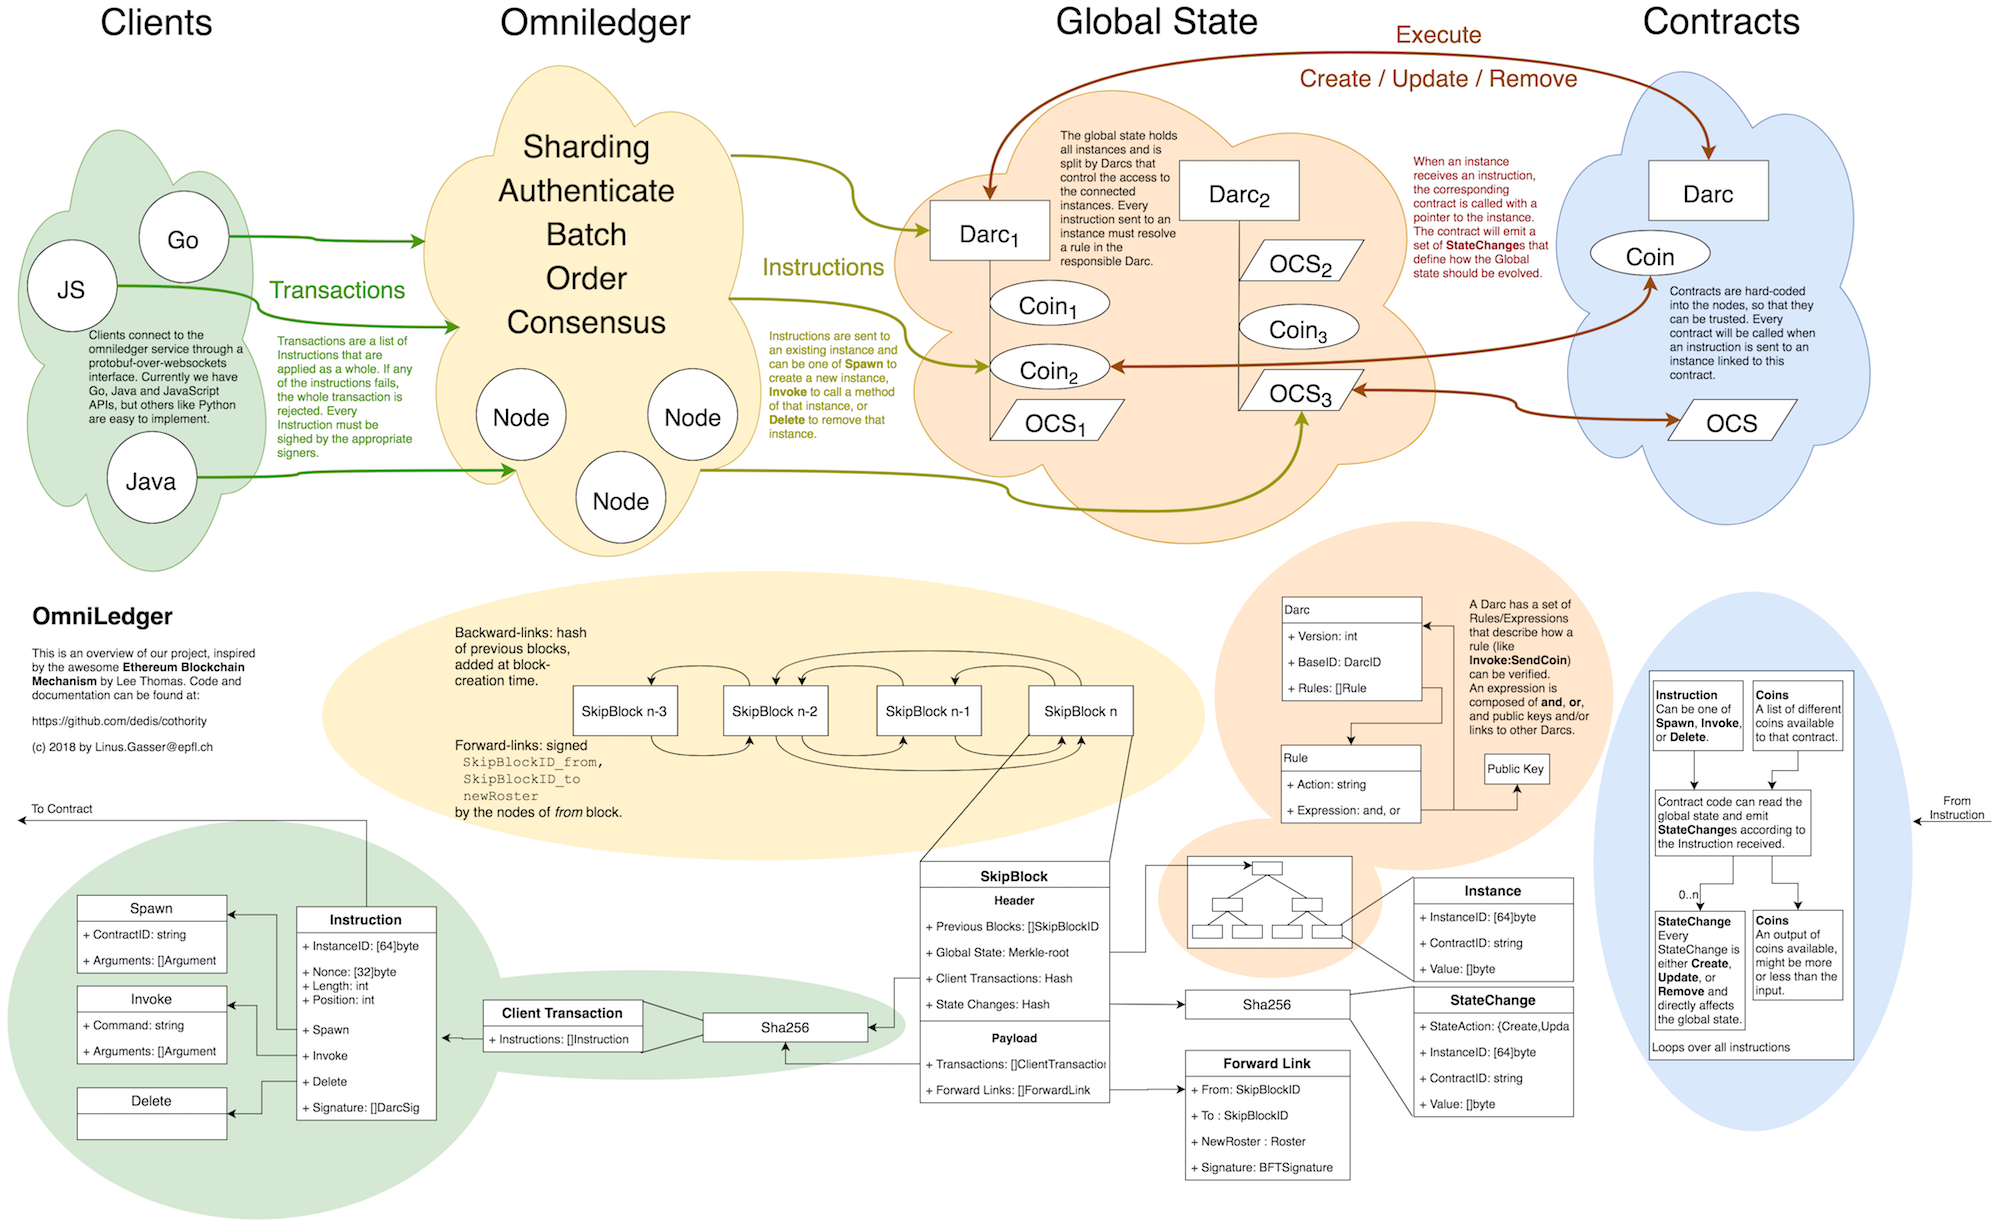 Clients
Omniledger
Global State
Contracts
Execute
Create / Update / Remove
Go
JS
Java
Clients connect to the
omniledger service through a
protobuf-over-websockets
interface. Currently we have
Go, Java and JavaScript
APIs, but others like Python
are easy to implement.
Transactions
Transactions are a list of
Instructions that are
applied as a whole. If any
of the instructions fails,
the whole transaction is
rejected. Every
Instruction must be
sighed by the appropriate
signers.
Sharding
Authenticate
Batch
Order
Consensus
Node
Node
Node
Instructions
Instructions are sent to
an existing instance and
can be one of Spawn to
create a new instance,
Invoke to call a method
of that instance, or
Delete to remove that
instance.
The global state holds
all instances and is
split by Darcs that
control the access to
the connected
instances. Every
instruction sent to an
instance must resolve
a rule in the
responsible Darc.
Darc1
Coin1
Coin2
OCS1
Darc2
OCS2
Coin3
OCS3
When an instance
receives an instruction,
the corresponding
contract is called with a
pointer to the instance.
The contract will emit a
set of StateChanges that
define how the Global
state should be evolved.
Darc
Coin
Contracts are hard-coded
into the nodes, so that they
can be trusted. Every
contract will be called when
an instruction is sent to an
instance linked to this
contract.
OCS
OmniLedger
This is an overview of our project, inspired
by the awesome Ethereum Blockchain
Mechanism by Lee Thomas. Code and
documentation can be found at:
https://github.com/dedis/cothority
(c) 2018 by Linus.Gasser@epfl.ch
Backward-links: hash
of previous blocks,
added at block-
creation time.
SkipBlock n-3
SkipBlock n-2
SkipBlock n-1
SkipBlock n
Forward-links: signed
SkipBlockID_from,
SkipBlockID_to
newRoster
by the nodes of from block.
Darc
+ Version: int
+ BaseID: DarcID
+ Rules: []Rule
Rule
+ Action: string
+ Expression: and, or
Public Key
A Darc has a set of
Rules/Expressions
that describe how a
rule (like
Invoke:SendCoin)
can be verified.
An expression is
composed of and, or,
and public keys and/or
links to other Darcs.
Instruction
Can be one of
Spawn, Invoke,
or Delete.
Coins
A list of different
coins available
to that contract.
Contract code can read the
global state and emit
StateChanges according to
the Instruction received.
0..n
StateChange
Every
StateChange is
either Create,
Update, or
Remove and
directly affects
the global state.
Coins
An output of
coins available,
might be more
or less than the
input.
Loops over all instructions
From
Instruction
To Contract
Spawn
+ ContractID: string
+ Arguments: []Argument
Invoke
+ Command: string
+ Arguments: []Argument
Delete
Instruction
+ InstanceID: [64]byte
+ Nonce: [32]byte
+ Length: int
+ Position: int
+ Spawn
+ Invoke
+ Delete
+ Signature: []DarcSig
Client Transaction
+ Instructions: []Instruction
Sha256
SkipBlock
Header
+ Previous Blocks: []SkipBlockID
+ Global State: Merkle-root
+ Client Transactions: Hash
+ State Changes: Hash
Payload
+ Transactions: []ClientTransactior
+ Forward Links: []ForwardLink
Sha256
Forward Link
+ From: SkipBlockID
+ To : SkipBlockID
+ NewRoster : Roster
+ Signature: BFTSignature
Instance
+ InstanceID: [64]byte
+ ContractID: string
+ Value: []byte
StateChange
+ StateAction: {Create,Upda
+ InstanceID: [64]byte
+ ContractID: string
+ Value: []byte